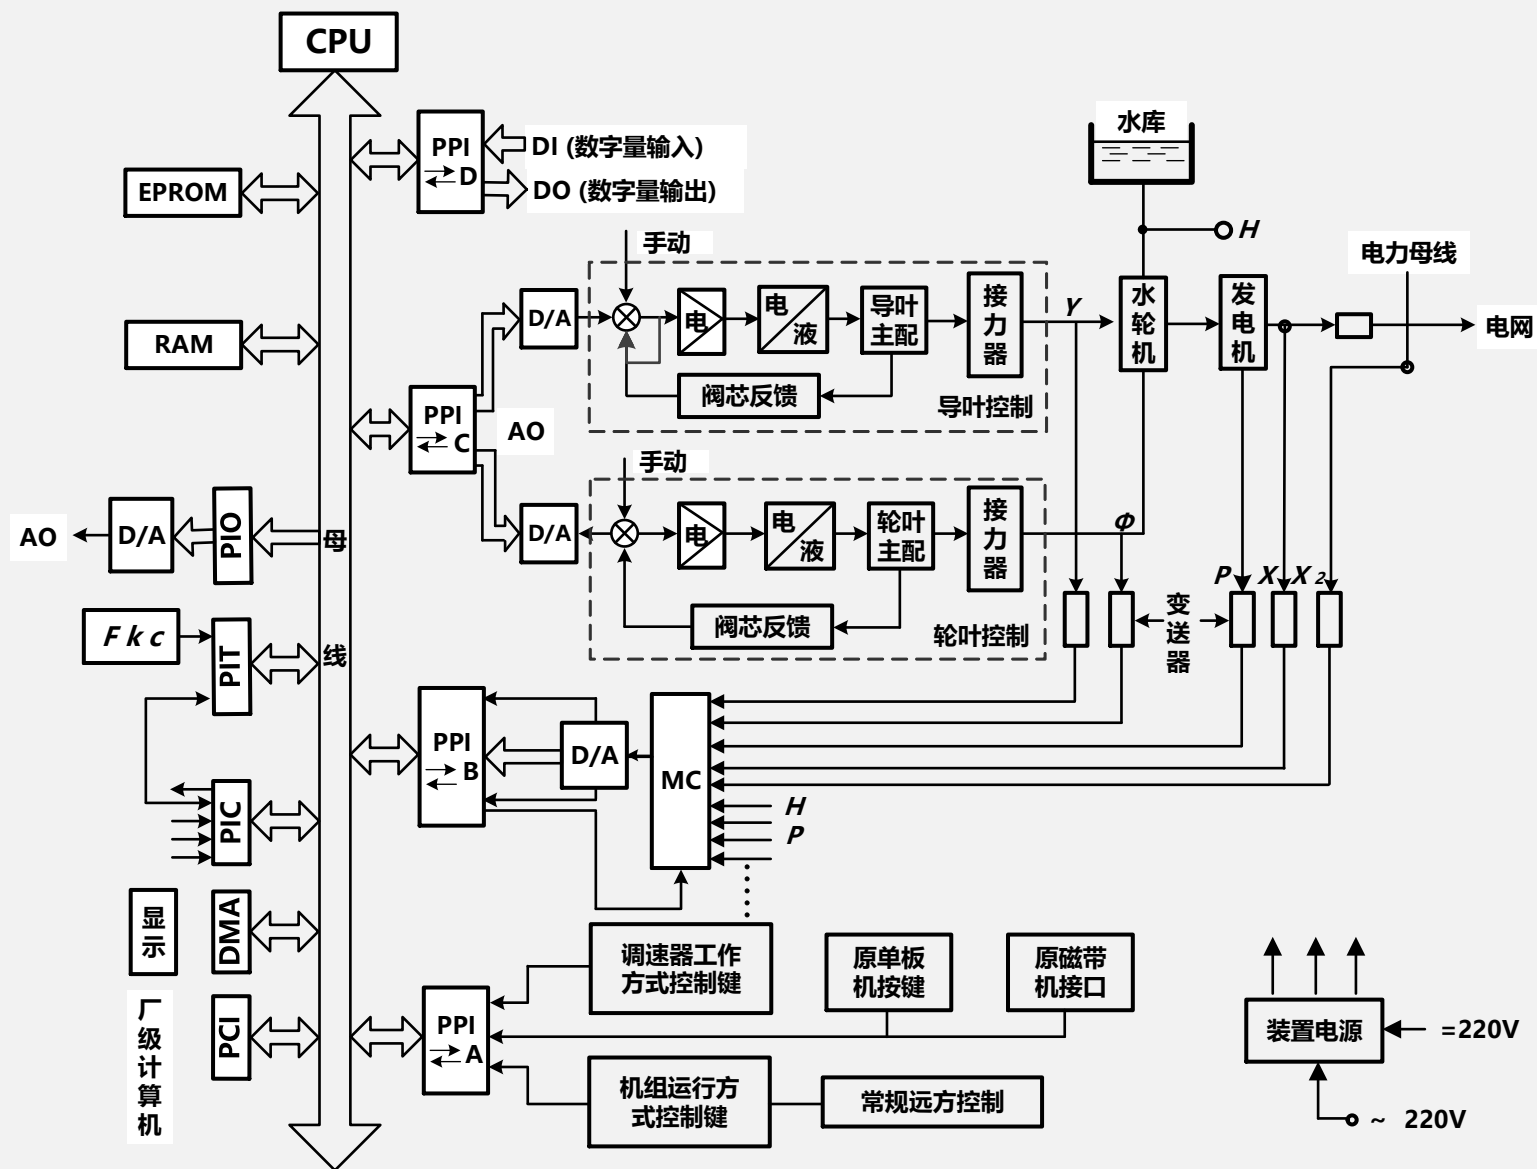 CPU
水库
PPI
D
DI (数字量输入)
DO (数字量输出)
EPROM
手动
H
电力母线
RAM
D/A
电
电
液
导叶
主配
接
力
器
Y
水
轮
机
发
电
机
电网
阀芯反馈
导叶控制
PPI
C
AO
手动
D/A
电
电
液
轮叶
主配
接
力
器
Φ
阀芯反馈
轮叶控制
AO
D/A
PIO
母
线
P
X
X₂
变
送
器
F k c
PIT
PPI
B
D/A
MC
H
P
PIC
显
示
DMA
调速器工作
方式控制键
原单板
机按键
原磁带
机接口
厂
级
计
算
机
PCI
PPI
A
机组运行方
式控制键
常规远方控制
装置电源
=220V
~ 220V